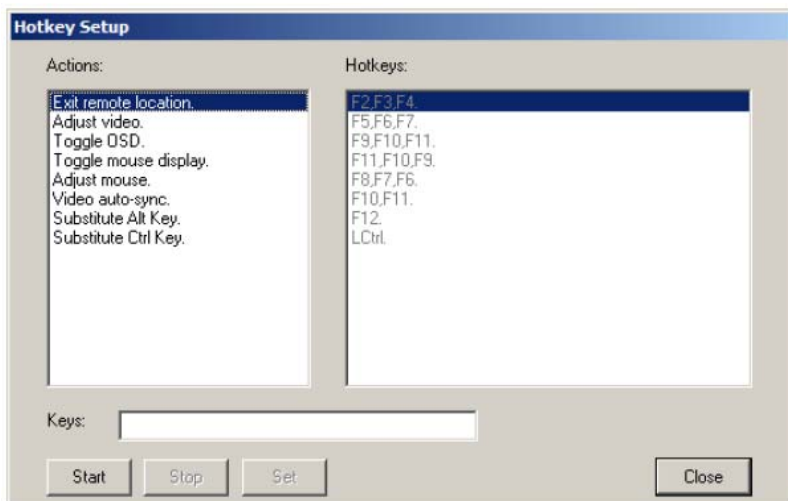 Hotkey Setup
Actions:
Hotkeys:
Exit remote location.
F2,F3,F4.
Adjust video.
F5,F6,F7.
Toggle OSD.
F9,F10,F11.
Toggle mouse display.
F11,F10,F9.
Adjust mouse.
F8,F7,F6.
Video auto-sync.
F10,F11.
Substitute Alt Key.
F12.
Substitute Ctrl Key.
LCtrl.
Keys:
Start
Stop
Set
Close